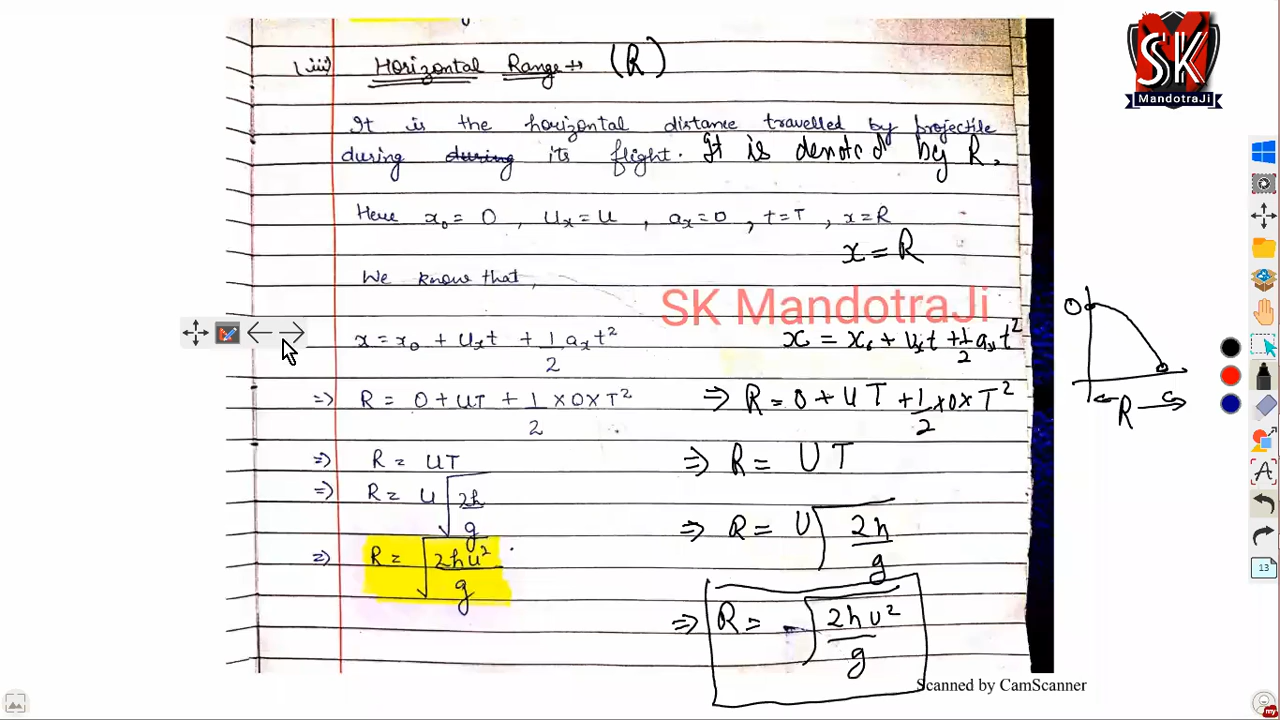 (iii) Horizontal Range →→ (R)
SK
MandotraJi
It is the horizontal distance travelled by projectile
during during its flight. It is denoted by R.
Here x₀ = 0 , Ux = U , ax = 0 , t = T , x = R
x = R
We know that,
SK MandotraJi
x = x₀ + Uxt + 1/2 axt²
x = x₀ + Uxt + 1/2 axt²
O
R
⇒ R = 0 + UT + 1/2 × 0 × T²
⇒ R = 0 + UT + 1/2 × 0 × T²
⇒ R = UT
⇒ R = UT
⇒ R = U √(2h/g)
⇒ R = U √(2h/g)
⇒ R = √(2hu²/g)
⇒ R = √(2hu²/g)
Scanned by CamScanner
13